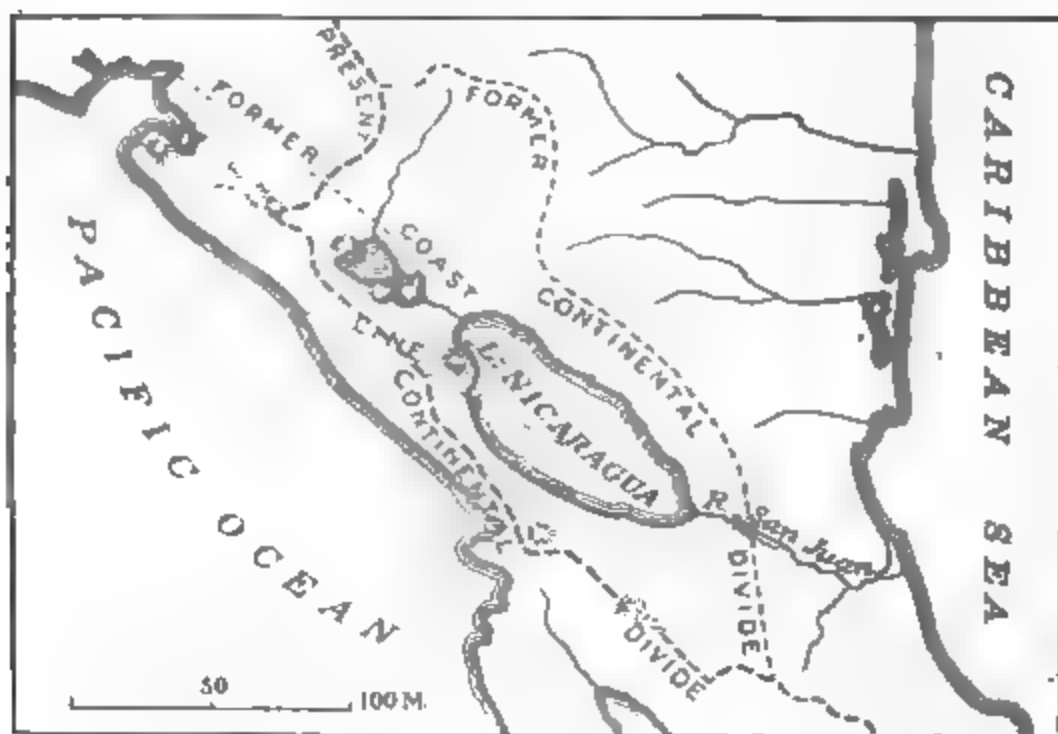 PRESENT
FORMER
COAST
FORMER
CONTINENTAL
DIVIDE
CONTINENTAL
DIVIDE
L. NICARAGUA
R. San Juan
PACIFIC OCEAN
CARIBBEAN SEA
50
100 M.